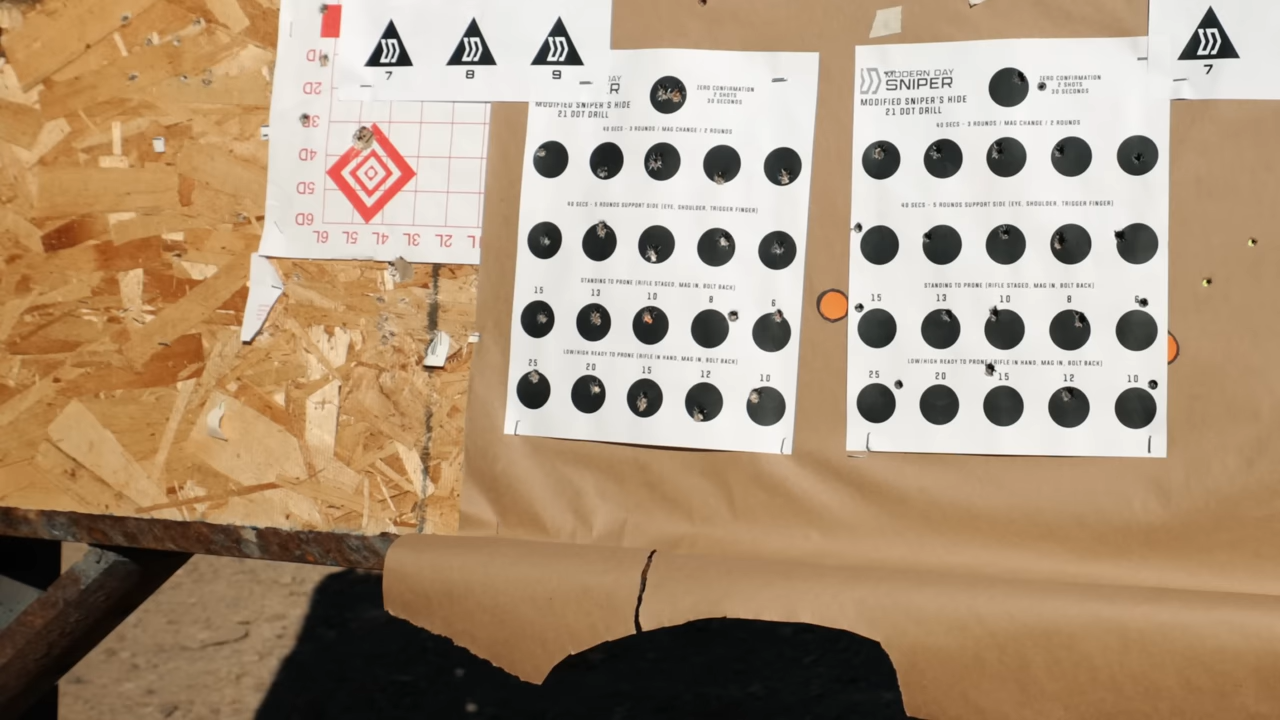 7 8 9
1D
2D
3D
4D
5D
6D
6L 5L 4L 3L 2L 1L
AY
ER
MODIFIED SNIPER'S HIDE
21 DOT DRILL
ZERO CONFIRMATION
2 SHOTS
30 SECONDS
40 SECS - 3 ROUNDS / MAG CHANGE / 2 ROUNDS
40 SECS - 5 ROUNDS SUPPORT SIDE (EYE, SHOULDER, TRIGGER FINGER)
STANDING TO PRONE (RIFLE STAGED, MAG IN, BOLT BACK)
15 13 10 8 6
LOW/HIGH READY TO PRONE (RIFLE IN HAND, MAG IN, BOLT BACK)
25 20 15 12 10
MODERN DAY
SNIPER
MODIFIED SNIPER'S HIDE
21 DOT DRILL
ZERO CONFIRMATION
2 SHOTS
30 SECONDS
40 SECS - 3 ROUNDS / MAG CHANGE / 2 ROUNDS
40 SECS - 5 ROUNDS SUPPORT SIDE (EYE, SHOULDER, TRIGGER FINGER)
STANDING TO PRONE (RIFLE STAGED, MAG IN, BOLT BACK)
15 13 10 8 6
LOW/HIGH READY TO PRONE (RIFLE IN HAND, MAG IN, BOLT BACK)
25 20 15 12 10
7